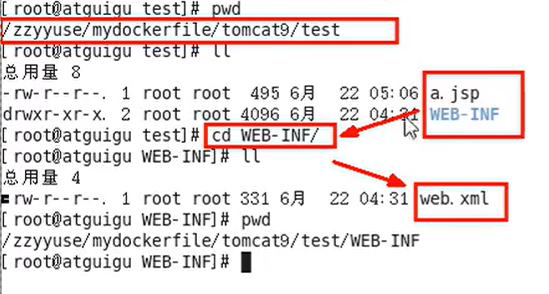 [root@atguigu test]# pwd
/zzyyuse/mydockerfile/tomcat9/test
[root@atguigu test]# ll
总用量 8
-rw-r--r--. 1 root root 495 6月 22 05:06 a.jsp
drwxr-xr-x. 2 root root 4096 6月 22 04:31 WEB-INF
[root@atguigu test]# cd WEB-INF/
[root@atguigu WEB-INF]# ll
总用量 4
-rw-r--r--. 1 root root 331 6月 22 04:31 web.xml
[root@atguigu WEB-INF]# pwd
/zzyyuse/mydockerfile/tomcat9/test/WEB-INF
[root@atguigu WEB-INF]#